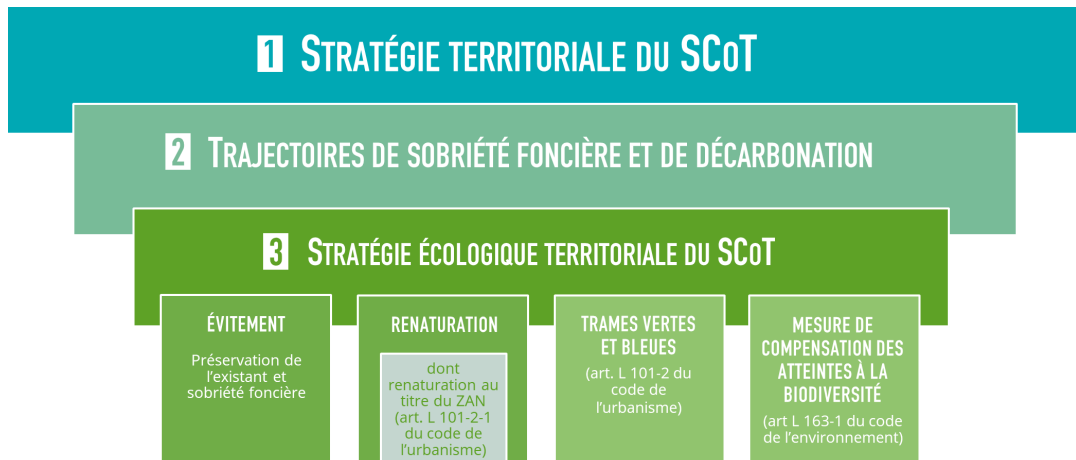 1 STRATÉGIE TERRITORIALE DU SCoT
2 TRAJECTOIRES DE SOBRIÉTÉ FONCIÈRE ET DE DÉCARBONATION
3 STRATÉGIE ÉCOLOGIQUE TERRITORIALE DU SCoT
ÉVITEMENT
Préservation de
l’existant et
sobriété foncière
RENATURATION
dont
renaturation au
titre du ZAN
(art. L 101-2-1
du code de
l’urbanisme)
TRAMES VERTES
ET BLEUES
(art. L 101-2 du
code de
l’urbanisme)
MESURE DE
COMPENSATION DES
ATTEINTES À LA
BIODIVERSITÉ
(art L 163-1 du code
de l’environnement)